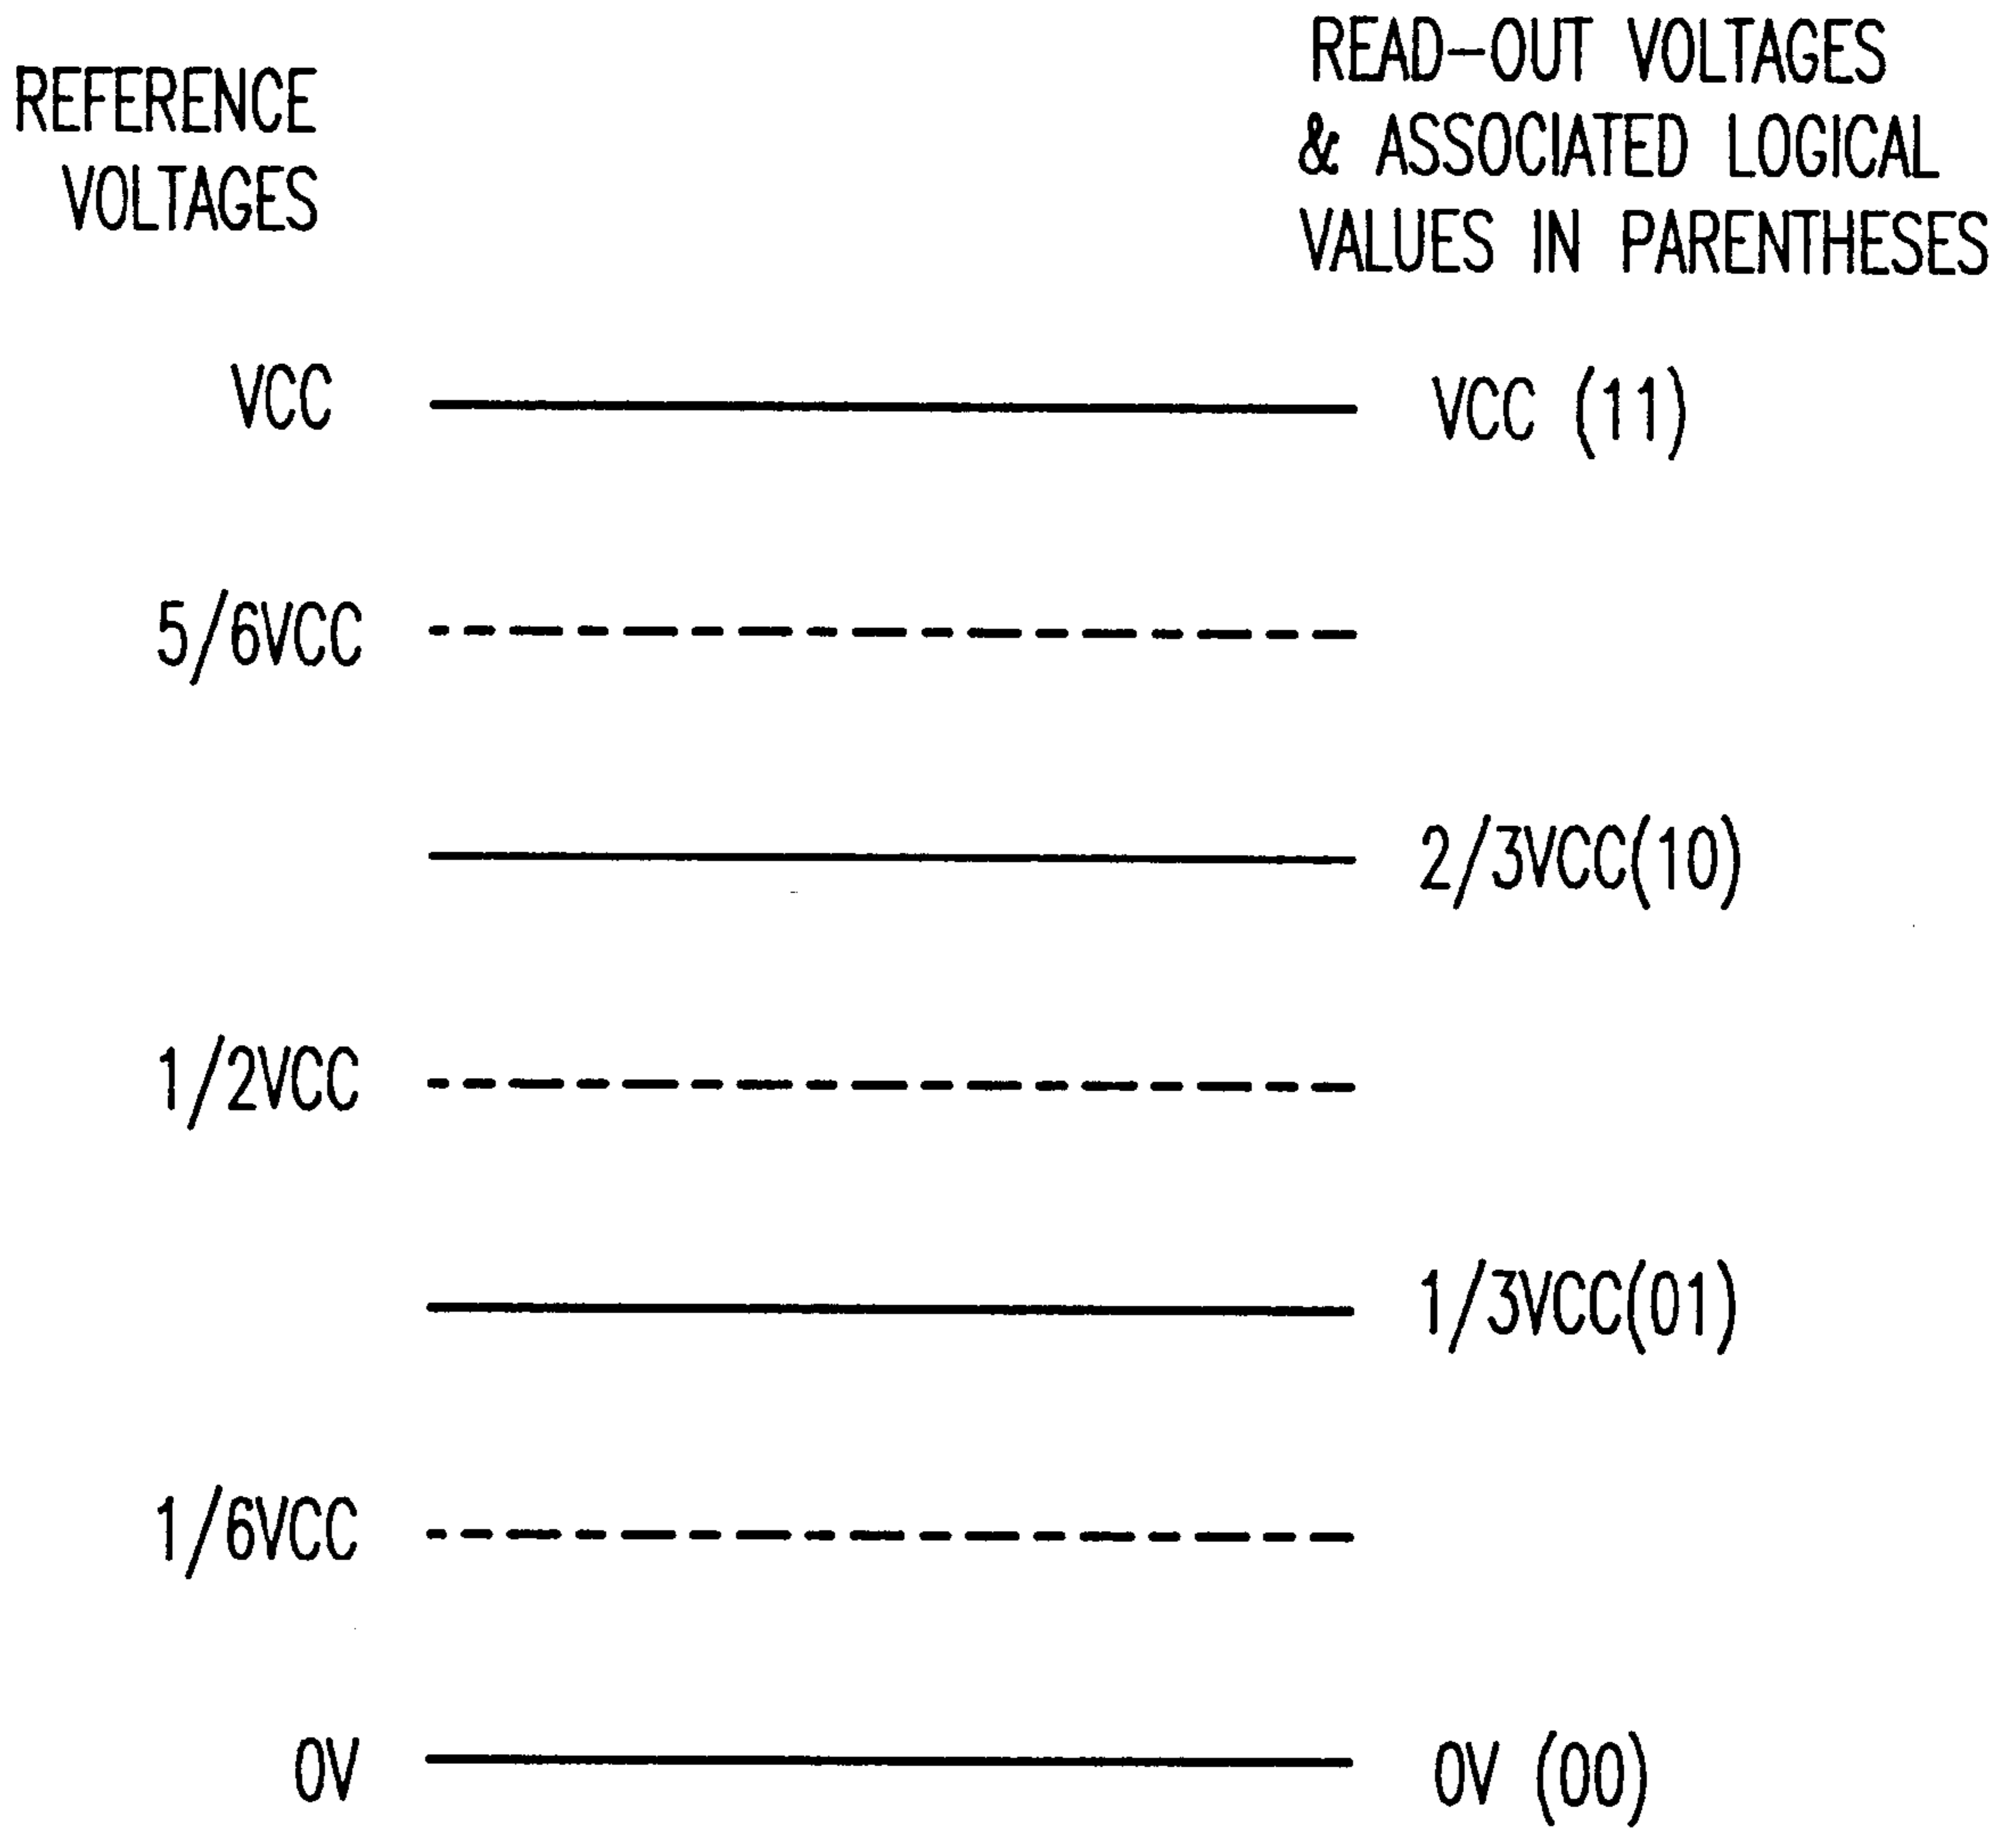 REFERENCE
VOLTAGES
READ-OUT VOLTAGES
& ASSOCIATED LOGICAL
VALUES IN PARENTHESES
VCC
VCC (11)
5/6VCC
2/3VCC(10)
1/2VCC
1/3VCC(01)
1/6VCC
0V
0V (00)